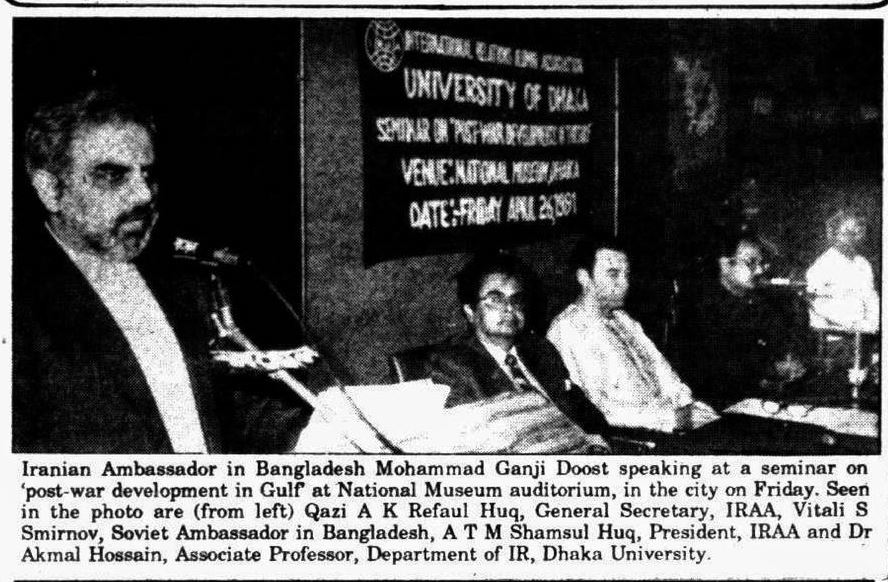 INTERNATIONAL RELATIONS ALUMNI ASSOCIATION
UNIVERSITY OF DHAKA
SEMINAR ON "POST-WAR DEVELOPMENT IN
VENUE:-NATIONAL MUSEUM, DHAKA
DATE:-FRIDAY APRIL 26, 1991
Iranian Ambassador in Bangladesh Mohammad Ganji Doost speaking at a seminar on
'post-war development in Gulf' at National Museum auditorium, in the city on Friday. Seen
in the photo are (from left) Qazi A K Refaul Huq, General Secretary, IRAA, Vitali S
Smirnov, Soviet Ambassador in Bangladesh, A T M Shamsul Huq, President, IRAA and Dr
Akmal Hossain, Associate Professor, Department of IR, Dhaka University.